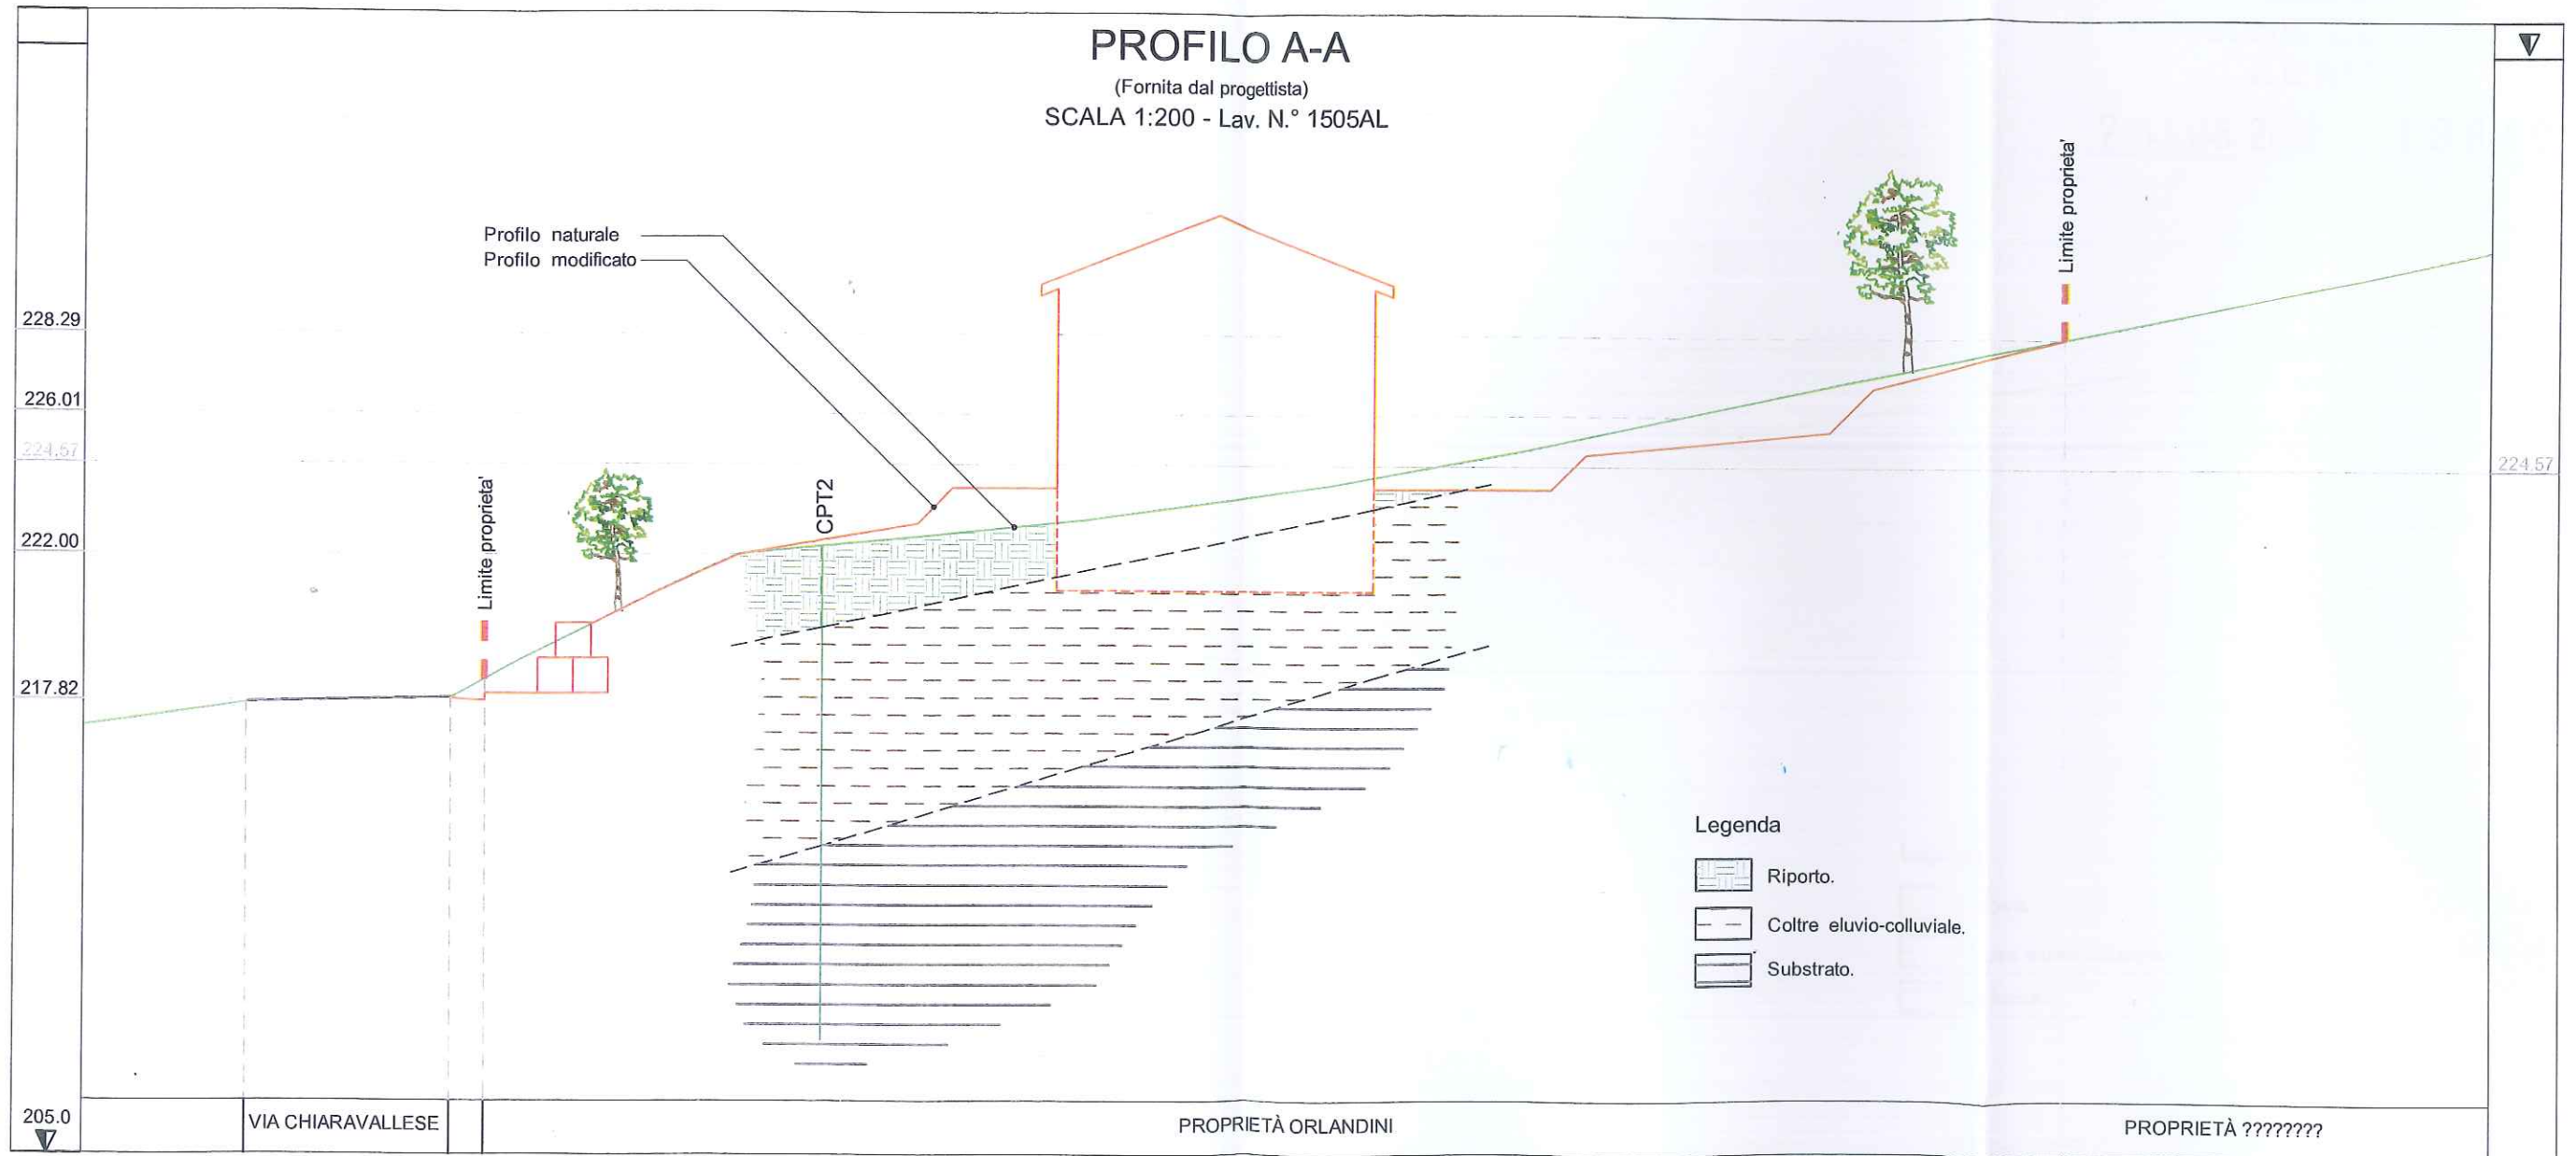 PROFILO A-A
(Fornita dal progettista)
SCALA 1:200 - Lav. N.° 1505AL
Profilo naturale
Profilo modificato
Limite proprieta'
228.29
226.01
224.57
224.57
222.00
217.82
Limite proprieta'
CPT2
Legenda
Riporto.
Coltre eluvio-colluviale.
Substrato.
205.0
VIA CHIARAVALLESE
PROPRIETÀ ORLANDINI
PROPRIETÀ ????????